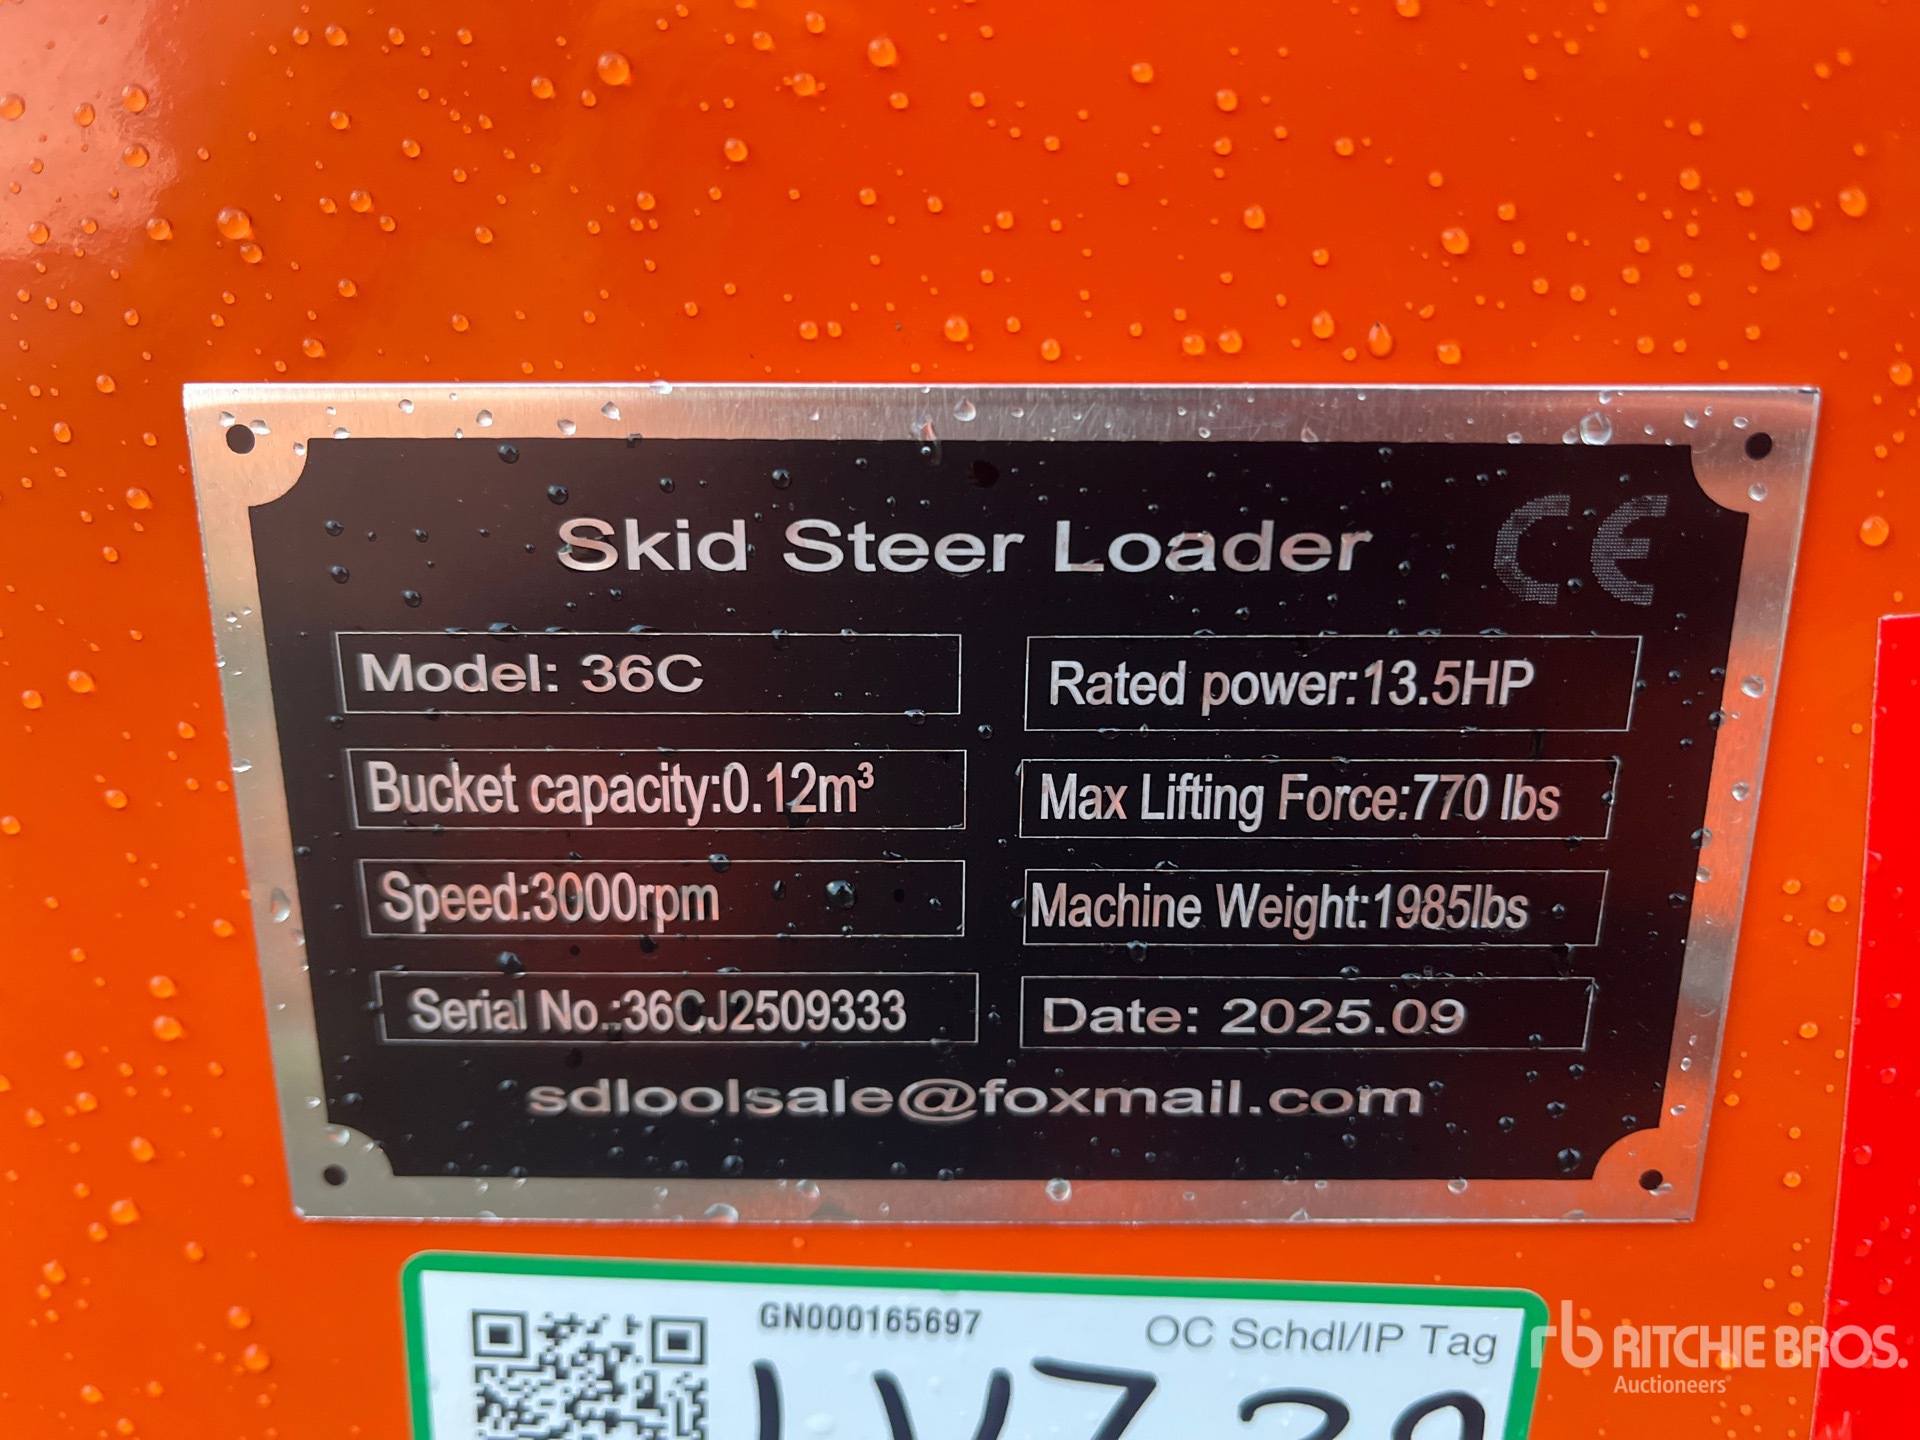 Skid Steer Loader CE
Model: 36C
Rated power:13.5HP
Bucket capacity:0.12m³
Max Lifting Force:770 lbs
Speed:3000rpm
Machine Weight:1985lbs
Serial No.:36CJ2509333
Date: 2025.09
sdloolsale@foxmail.com
GN000165697
OC Schdl/IP Tag
rb RITCHIE BROS.
Auctioneers